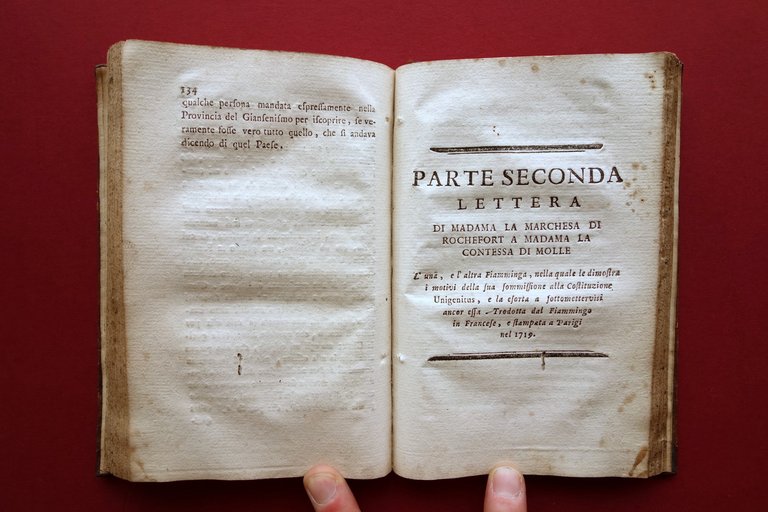 134
qualche perſona mandata eſpreſſamente nella
Provincia del Gianſeniſmo per iſcoprire, ſe ve-
ramente foſſe vero tutto quello, che ſi andava
dicendo di quel Paeſe.
PARTE SECONDA
LETTERA
DI MADAMA LA MARCHESA DI
ROCHEFORT A MADAMA LA
CONTESSA DI MOLLE
L'una, e l'altra Fiamminga, nella quale le dimoſtra
i motivi della ſua ſommiſſione alla Coſtituzione
Unigenitus, e la eſorta a ſottometterviſi
ancor eſſa. Trodotta dal Fiammingo
in Franceſe, e ſtampata a Parigi
nel 1719.